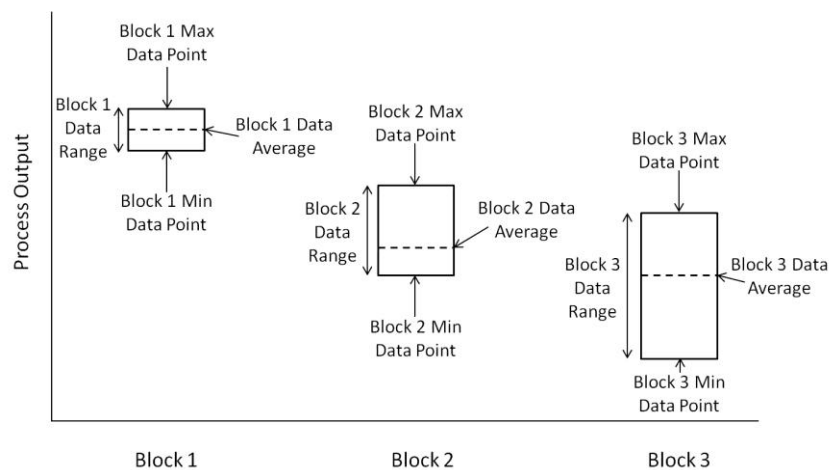 Block 1 Max
Data Point
Block 1
Data
Range
Block 1 Data
Average
Block 1 Min
Data Point
Block 2 Max
Data Point
Block 2
Data
Range
Block 2 Data
Average
Block 2 Min
Data Point
Block 3 Max
Data Point
Block 3
Data
Range
Block 3 Data
Average
Block 3 Min
Data Point
Process Output
Block 1
Block 2
Block 3